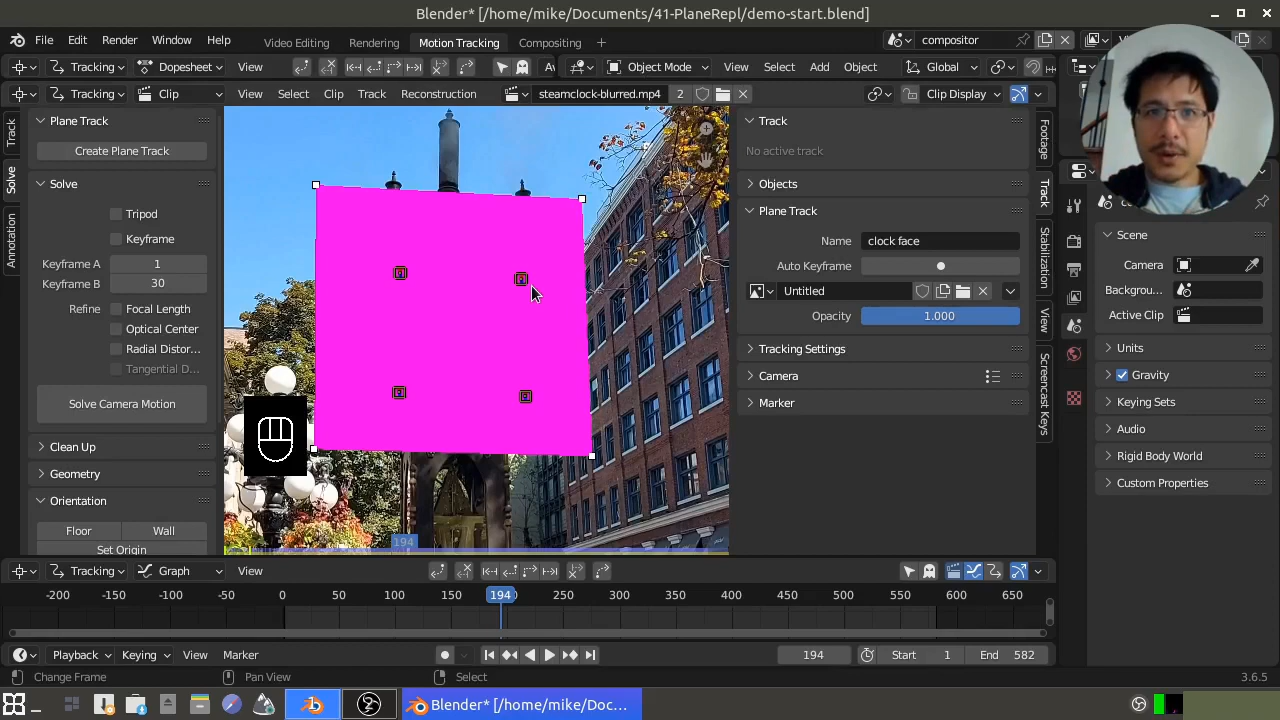 Blender* [/home/mike/Documents/41-PlaneRepl/demo-start.blend]
File Edit Render Window Help Video Editing Rendering Motion Tracking Compositing + compositor
Tracking Dopesheet View Object Mode View Select Add Object Global
Tracking Clip View Select Clip Track Reconstruction steamclock-blurred.mp4 2 Clip Display
Track
Solve
Annotation
Plane Track
Create Plane Track
Solve
Tripod
Keyframe
Keyframe A 1
Keyframe B 30
Refine Focal Length
Optical Center
Radial Distor...
Tangential D...
Solve Camera Motion
Clean Up
Geometry
Orientation
Floor Wall
Set Origin
194
Track
No active track
Objects
Plane Track
Name clock face
Auto Keyframe
Untitled
Opacity 1.000
Tracking Settings
Camera
Marker
Footage
Track
Stabilization
View
Screencast Keys
Scene
Camera
Backgrou...
Active Clip
Units
Gravity
Keying Sets
Audio
Rigid Body World
Custom Properties
Tracking Graph View
-200 -150 -100 -50 0 50 100 150 194 250 300 350 400 450 500 550 600 650
Playback Keying View Marker 194 Start 1 End 582
Change Frame Pan View Select 3.6.5
1 2 Blender* [/home/mike/Doc...